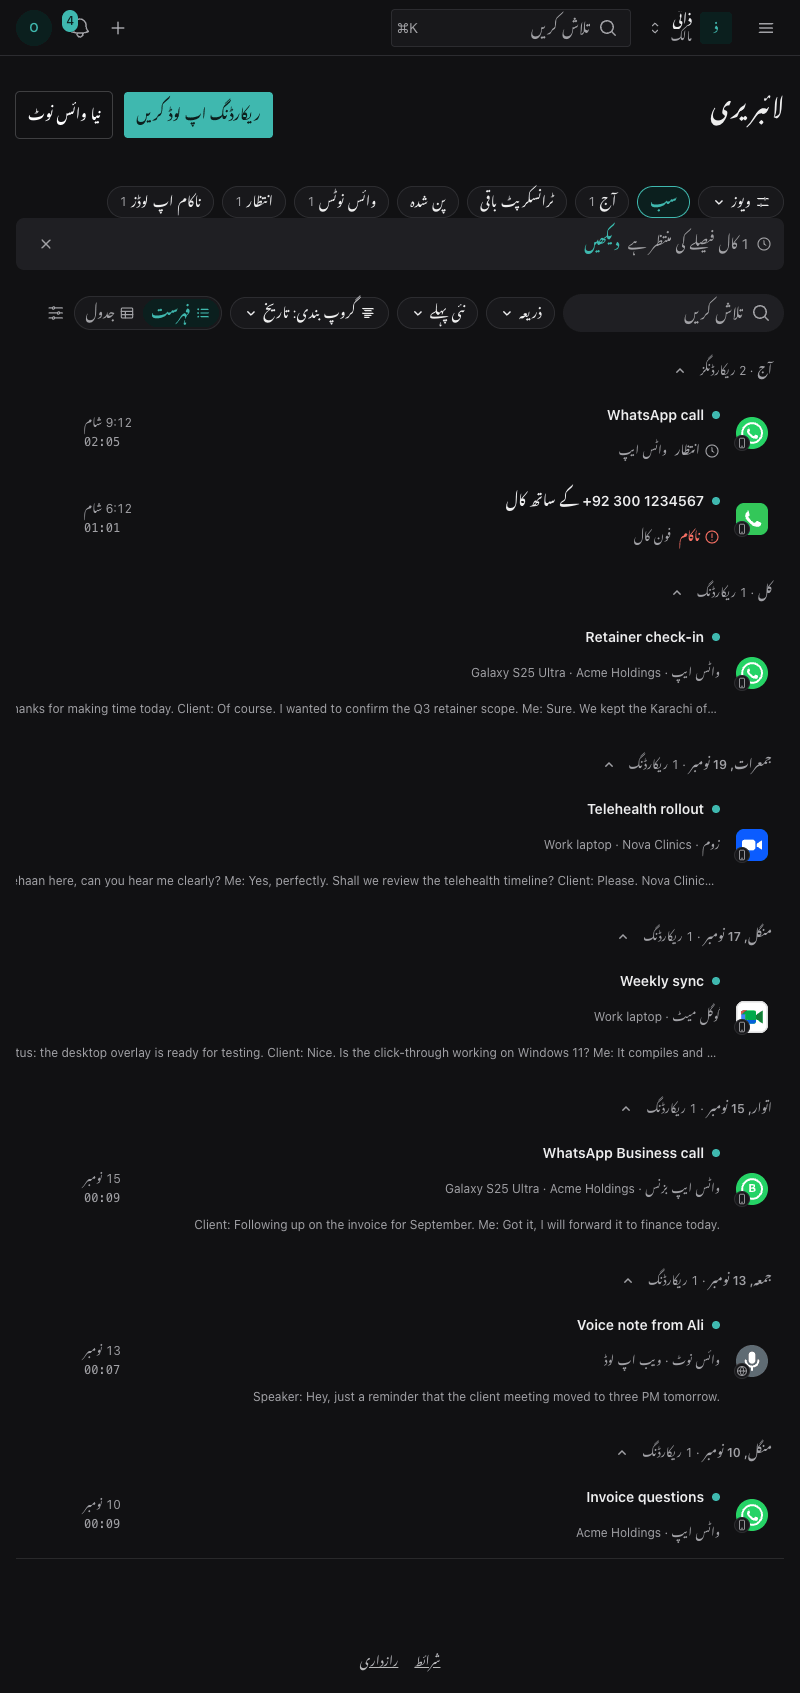 ذ ذاتی مالک تلاش کریں ⌘K 4 O
لائبریری ریکارڈنگ اپ لوڈ کریں نیا وائس نوٹ
ویوز سب آج 1 ٹرانسکرپٹ باقی پن شدہ وائس نوٹس 1 انتظار 1 ناکام اپ لوڈز 1
1 کال فیصلے کی منتظر ہے دیکھیں
تلاش کریں ذریعہ نئی پہلے گروپ بندی: تاریخ فہرست جدول
آج · 2 ریکارڈنگز
WhatsApp call 9:12 شام
انتظار واٹس ایپ 02:05
+92 300 1234567 کے ساتھ کال 6:12 شام
ناکام فون کال 01:01
کل · 1 ریکارڈنگ
Retainer check-in
واٹس ایپ · Galaxy S25 Ultra · Acme Holdings
hanks for making time today. Client: Of course. I wanted to confirm the Q3 retainer scope. Me: Sure. We kept the Karachi of...
جمعرات, 19 نومبر · 1 ریکارڈنگ
Telehealth rollout
زوم · Work laptop · Nova Clinics
ehaan here, can you hear me clearly? Me: Yes, perfectly. Shall we review the telehealth timeline? Client: Please. Nova Clinic...
منگل, 17 نومبر · 1 ریکارڈنگ
Weekly sync
گوگل میٹ · Work laptop
tus: the desktop overlay is ready for testing. Client: Nice. Is the click-through working on Windows 11? Me: It compiles and ...
اتوار, 15 نومبر · 1 ریکارڈنگ
WhatsApp Business call
واٹس ایپ بزنس · Galaxy S25 Ultra · Acme Holdings 15 نومبر
00:09
Client: Following up on the invoice for September. Me: Got it, I will forward it to finance today.
جمعہ, 13 نومبر · 1 ریکارڈنگ
Voice note from Ali
وائس نوٹ · ویب اپ لوڈ 13 نومبر
00:07
Speaker: Hey, just a reminder that the client meeting moved to three PM tomorrow.
منگل, 10 نومبر · 1 ریکارڈنگ
Invoice questions 10 نومبر
واٹس ایپ · Acme Holdings 00:09
شرائط رازداری